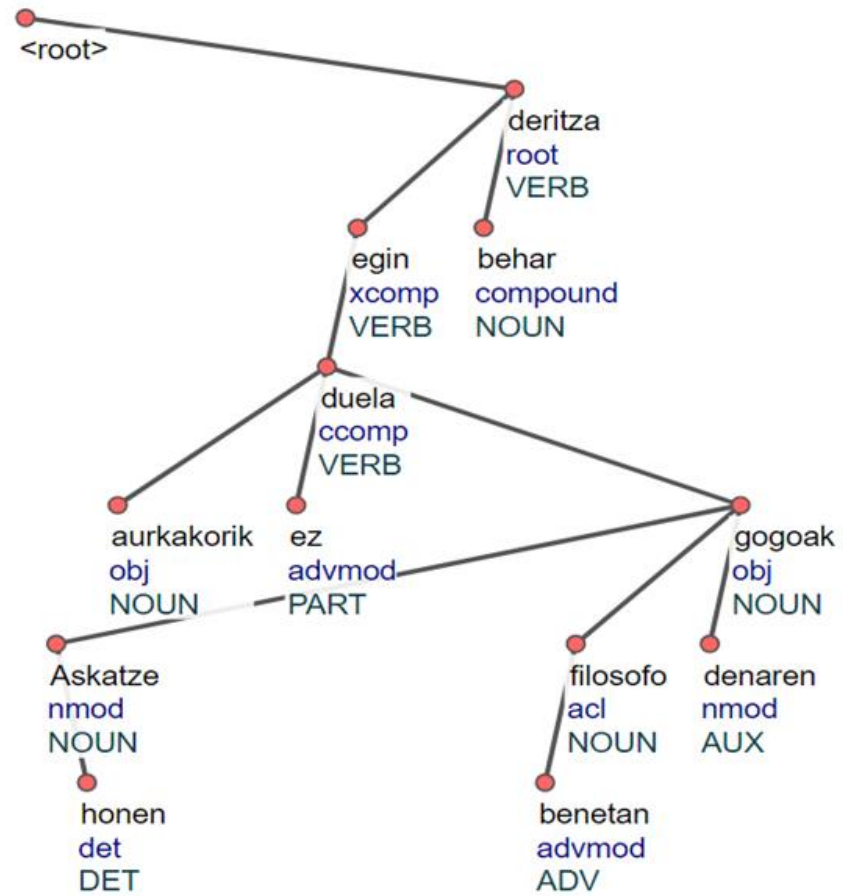 <root>
deritza
root
VERB
egin behar
xcomp compound
VERB NOUN
duela
ccomp
VERB
aurkakorik ez gogoak
obj advmod obj
NOUN PART NOUN
Askatze filosofo denaren
nmod acl nmod
NOUN NOUN AUX
honen benetan
det advmod
DET ADV